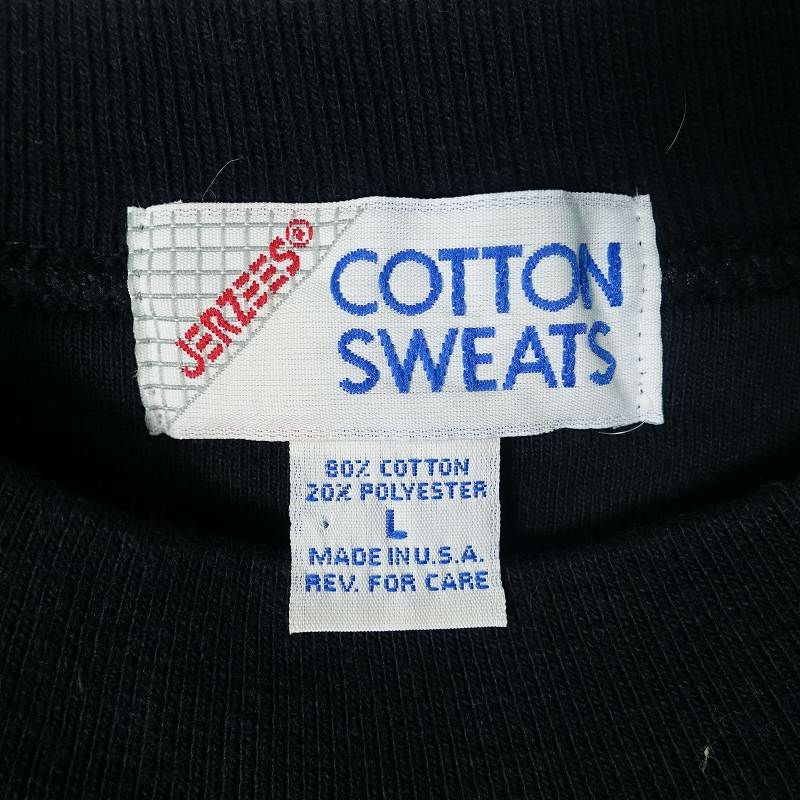 JERZEES®
COTTON
SWEATS
80% COTTON
20% POLYESTER
L
MADE IN U.S.A.
REV. FOR CARE